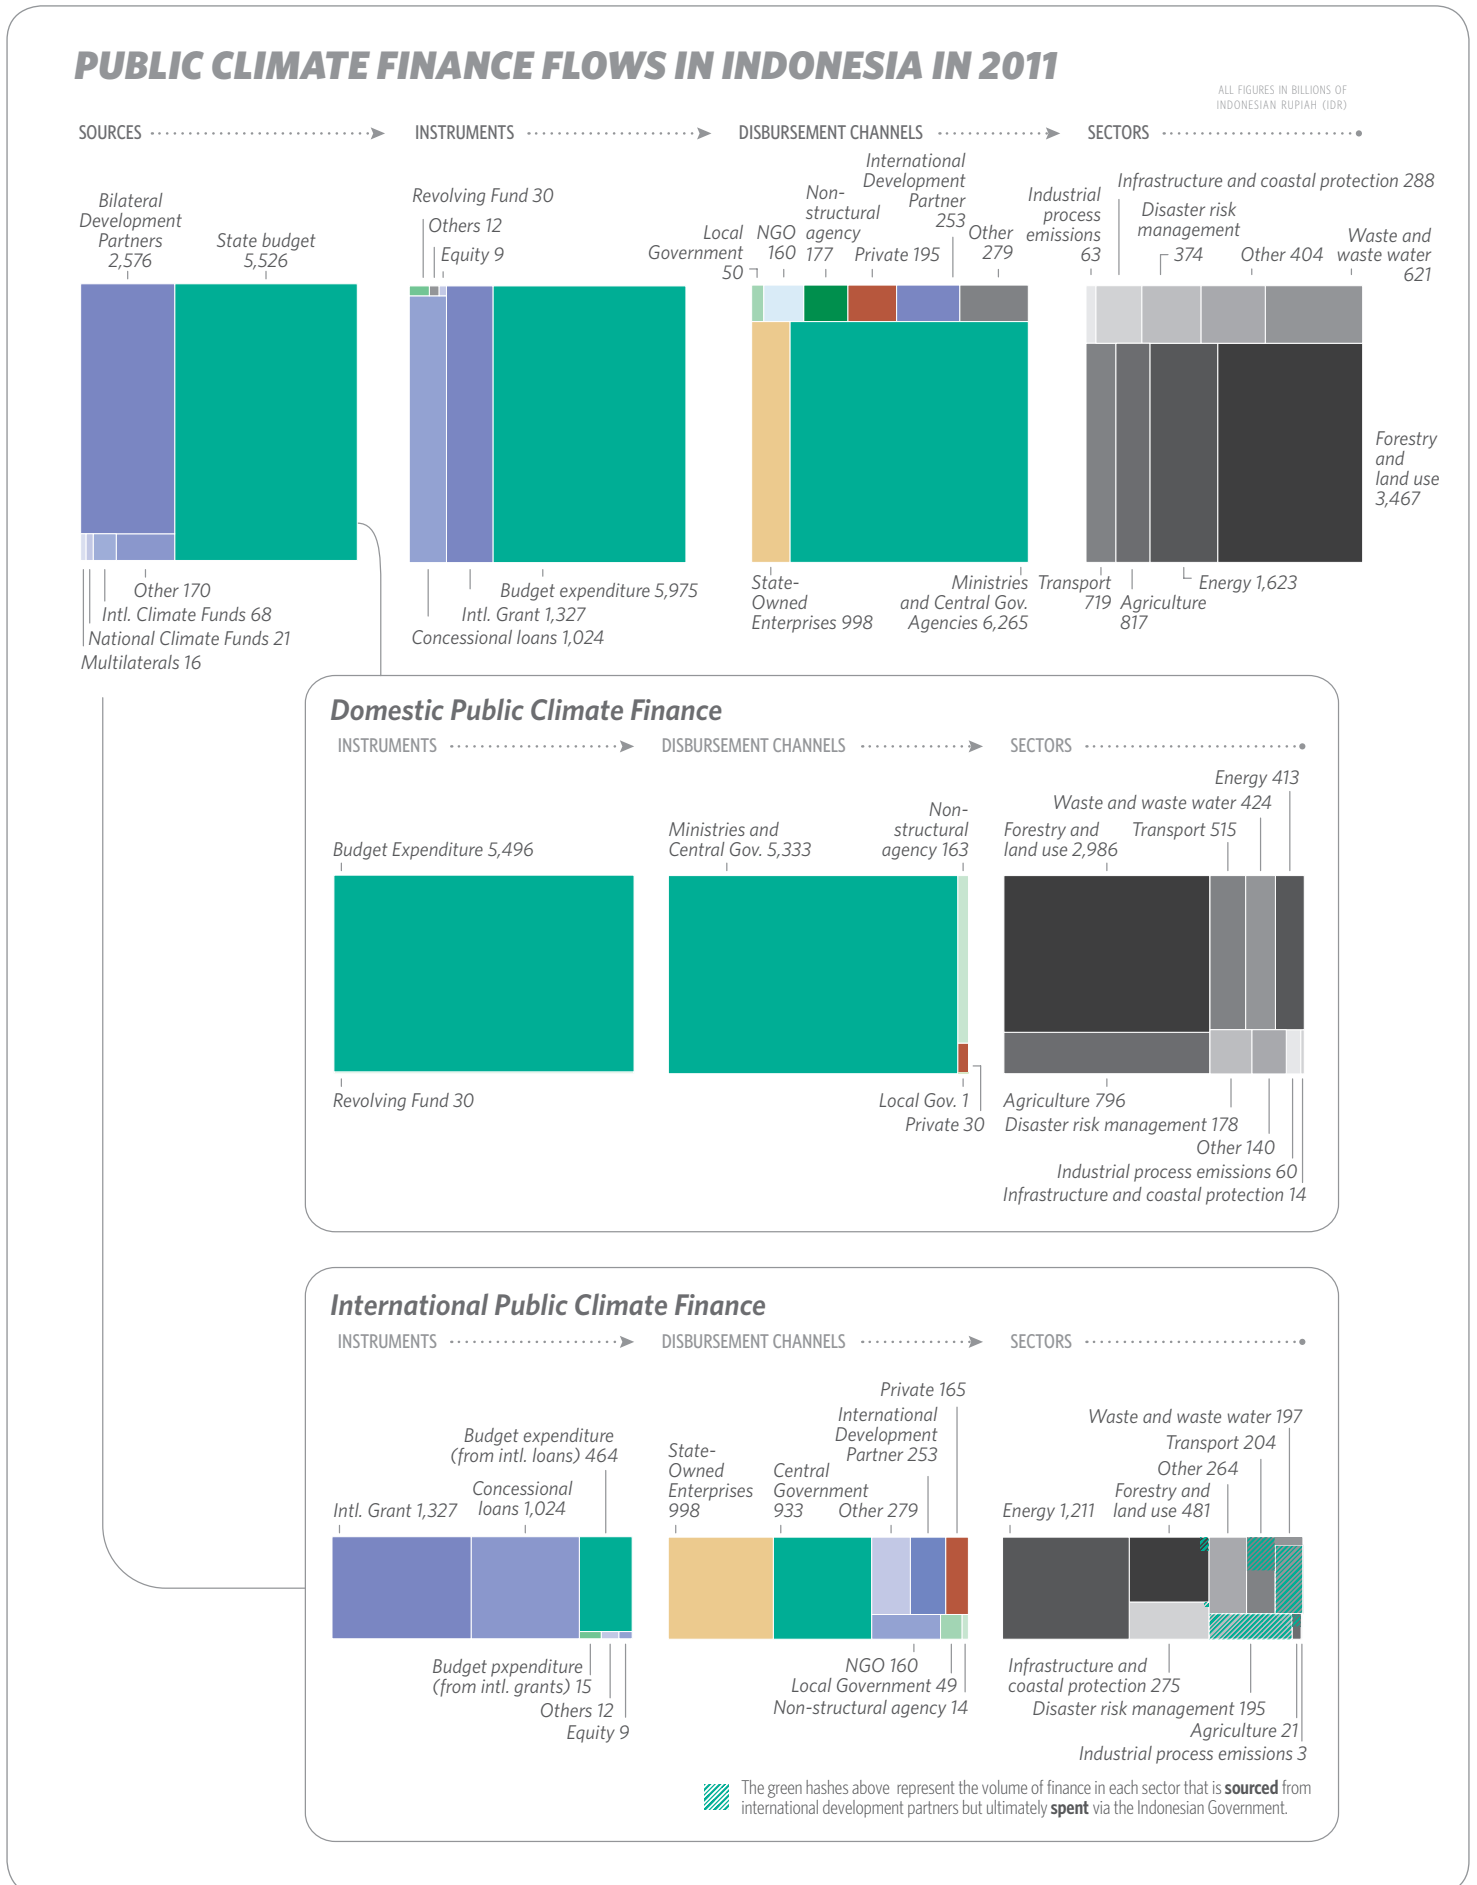 PUBLIC CLIMATE FINANCE FLOWS IN INDONESIA IN 2011
ALL FIGURES IN BILLIONS OF
INDONESIAN RUPIAH (IDR)
SOURCES
INSTRUMENTS
DISBURSEMENT CHANNELS
SECTORS
Bilateral
Development
Partners
2,576
State budget
5,526
Other 170
Intl. Climate Funds 68
National Climate Funds 21
Multilaterals 16
Revolving Fund 30
Others 12
Equity 9
Budget expenditure 5,975
Intl. Grant 1,327
Concessional loans 1,024
Local
Government
50
NGO
160
Non-
structural
agency
177
Private 195
International
Development
Partner
253
Other
279
State-
Owned
Enterprises 998
Ministries
and Central Gov.
Agencies 6,265
Industrial
process
emissions
63
Infrastructure and coastal protection 288
Disaster risk
management
374
Other 404
Waste and
waste water
621
Forestry
and
land use
3,467
Transport
719
Agriculture
817
Energy 1,623
Domestic Public Climate Finance
INSTRUMENTS
DISBURSEMENT CHANNELS
SECTORS
Budget Expenditure 5,496
Revolving Fund 30
Ministries and
Central Gov. 5,333
Non-
structural
agency 163
Local Gov. 1
Private 30
Energy 413
Waste and waste water 424
Forestry and
land use 2,986
Transport 515
Agriculture 796
Disaster risk management 178
Other 140
Industrial process emissions 60
Infrastructure and coastal protection 14
International Public Climate Finance
INSTRUMENTS
DISBURSEMENT CHANNELS
SECTORS
Budget expenditure
(from intl. loans) 464
Concessional
loans 1,024
Intl. Grant 1,327
Budget pxpenditure
(from intl. grants) 15
Others 12
Equity 9
Private 165
International
Development
Partner 253
State-
Owned
Enterprises
998
Central
Government
933
Other 279
NGO 160
Local Government 49
Non-structural agency 14
Waste and waste water 197
Transport 204
Other 264
Forestry and
land use 481
Energy 1,211
Infrastructure and
coastal protection 275
Disaster risk management 195
Agriculture 21
Industrial process emissions 3
The green hashes above represent the volume of finance in each sector that is sourced from
international development partners but ultimately spent via the Indonesian Government.